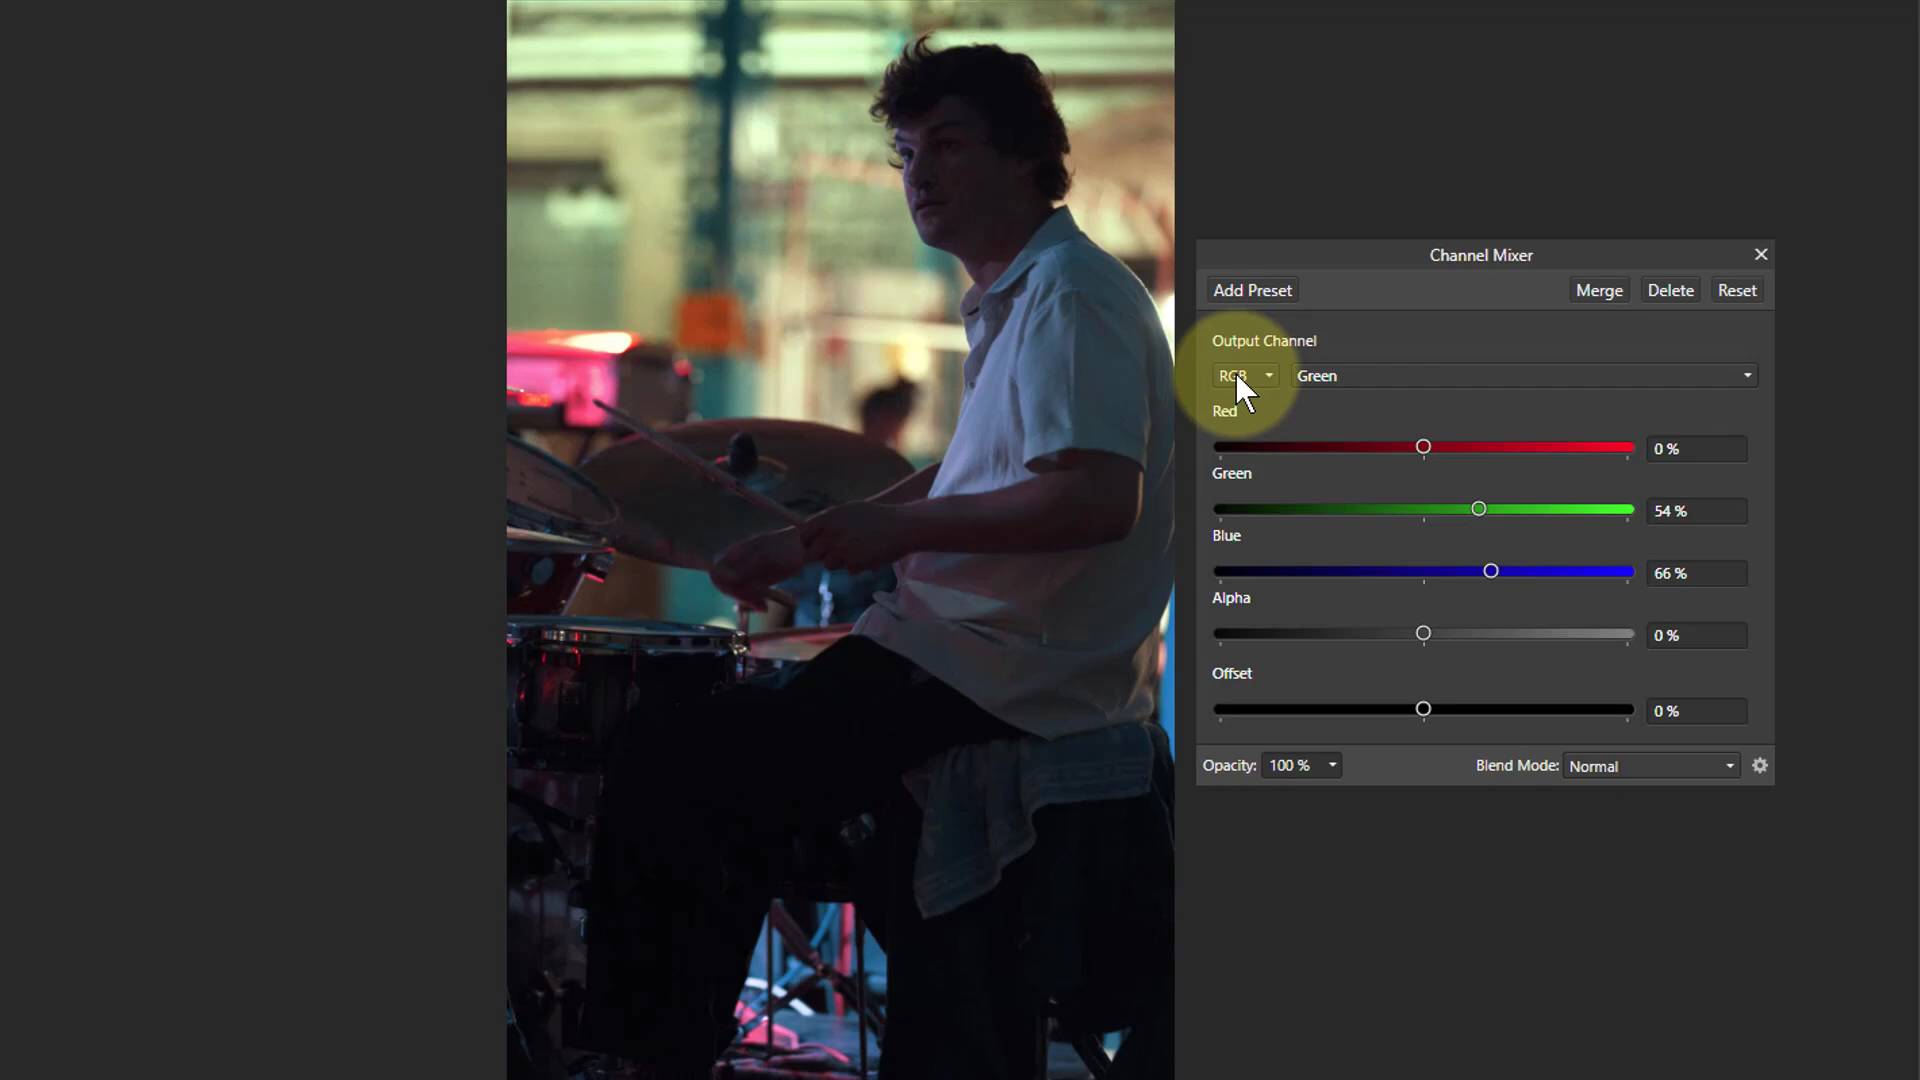 Channel Mixer
Add Preset Merge Delete Reset
Output Channel
RGB Green
Red
0 %
Green
54 %
Blue
66 %
Alpha
0 %
Offset
0 %
Opacity: 100 % Blend Mode: Normal